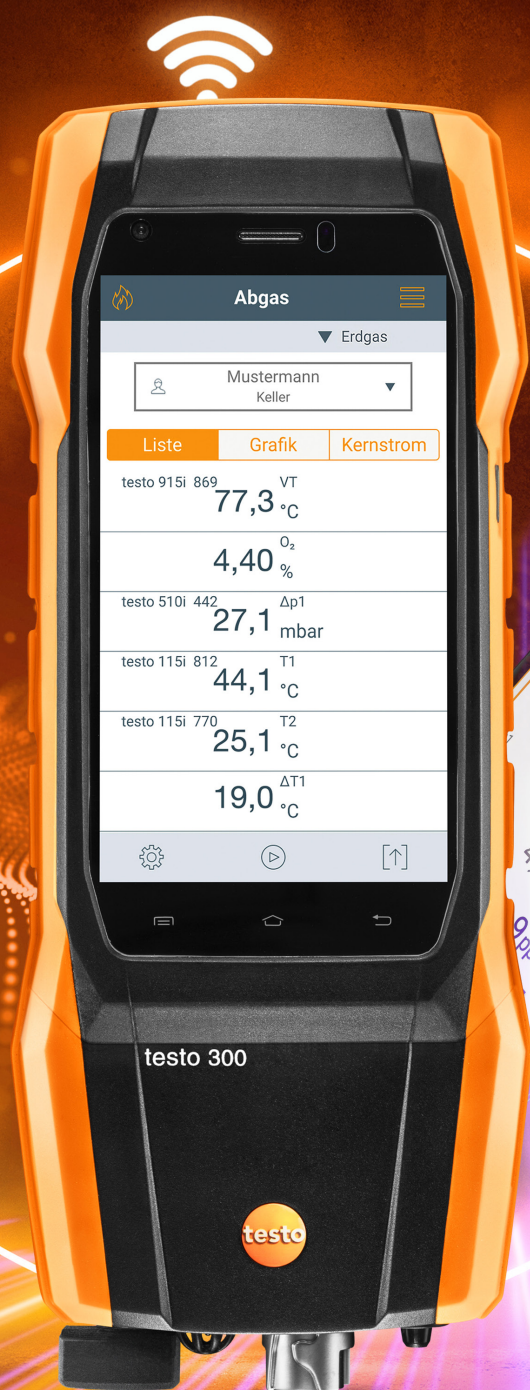 Abgas
Erdgas
Mustermann
Keller
Liste Grafik Kernstrom
testo 915i 869 77,3 VT °C
4,40 O₂ %
testo 510i 442 27,1 Δp1 mbar
testo 115i 812 44,1 T1 °C
testo 115i 770 25,1 T2 °C
19,0 ΔT1 °C
testo 300
testo